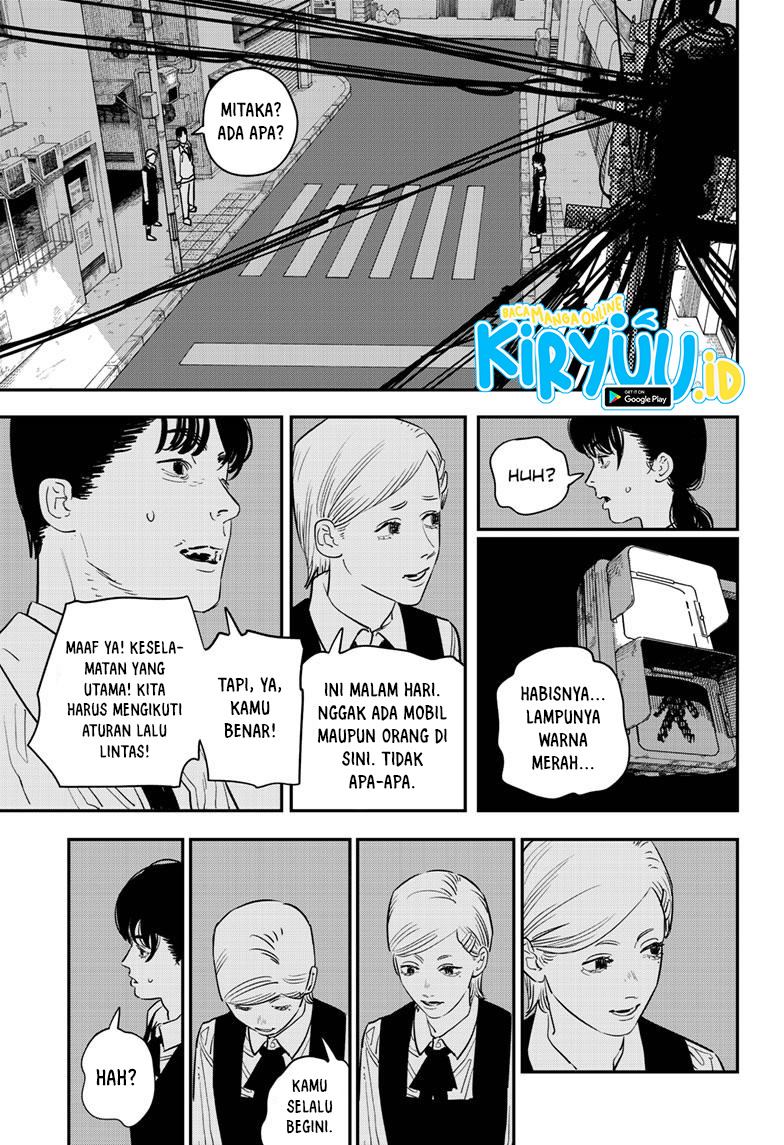 MITAKA?
ADA APA?
BACA MANGA ONLINE
KIRYUU.ID
GET IT ON
Google Play
HUH?
HABISNYA...
LAMPUNYA
WARNA
MERAH...
INI MALAM HARI.
NGGAK ADA MOBIL
MAUPUN ORANG DI
SINI. TIDAK
APA-APA.
TAPI, YA,
KAMU
BENAR!
MAAF YA! KESELA-
MATAN YANG
UTAMA! KITA
HARUS MENGIKUTI
ATURAN LALU
LINTAS!
KAMU
SELALU
BEGINI.
HAH?